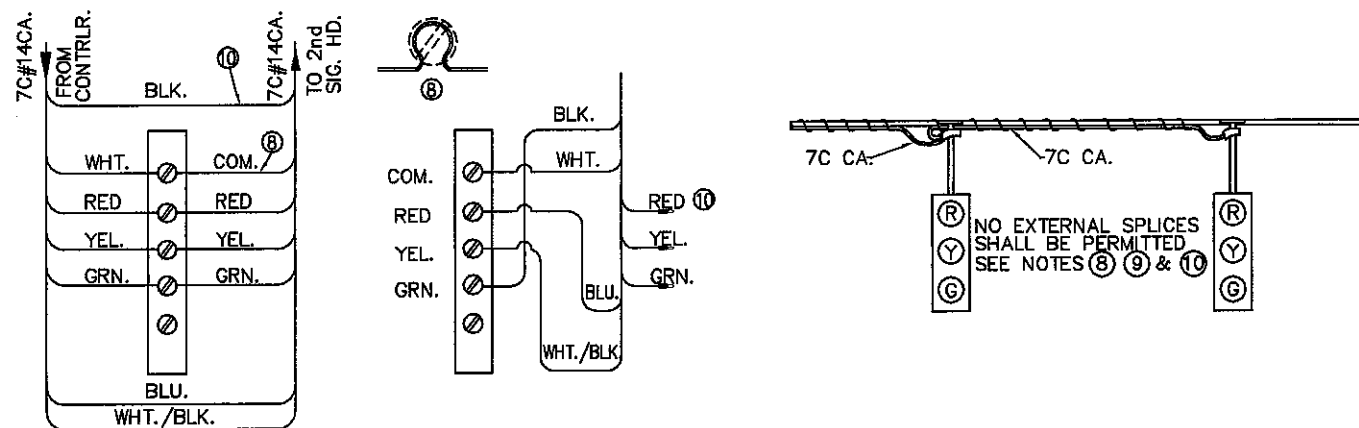 7C#14CA.
FROM
CONTRLR.
7C#14CA.
TO 2nd
SIG. HD.
10
BLK.
8
WHT.
COM.
RED
RED
YEL.
YEL.
GRN.
GRN.
BLU.
WHT./BLK.
8
BLK.
WHT.
COM.
RED
YEL.
GRN.
RED 10
YEL.
GRN.
BLU.
WHT./BLK
7C CA.
7C CA.
R
Y
G
NO EXTERNAL SPLICES
SHALL BE PERMITTED
SEE NOTES 8 9 & 10
R
Y
G